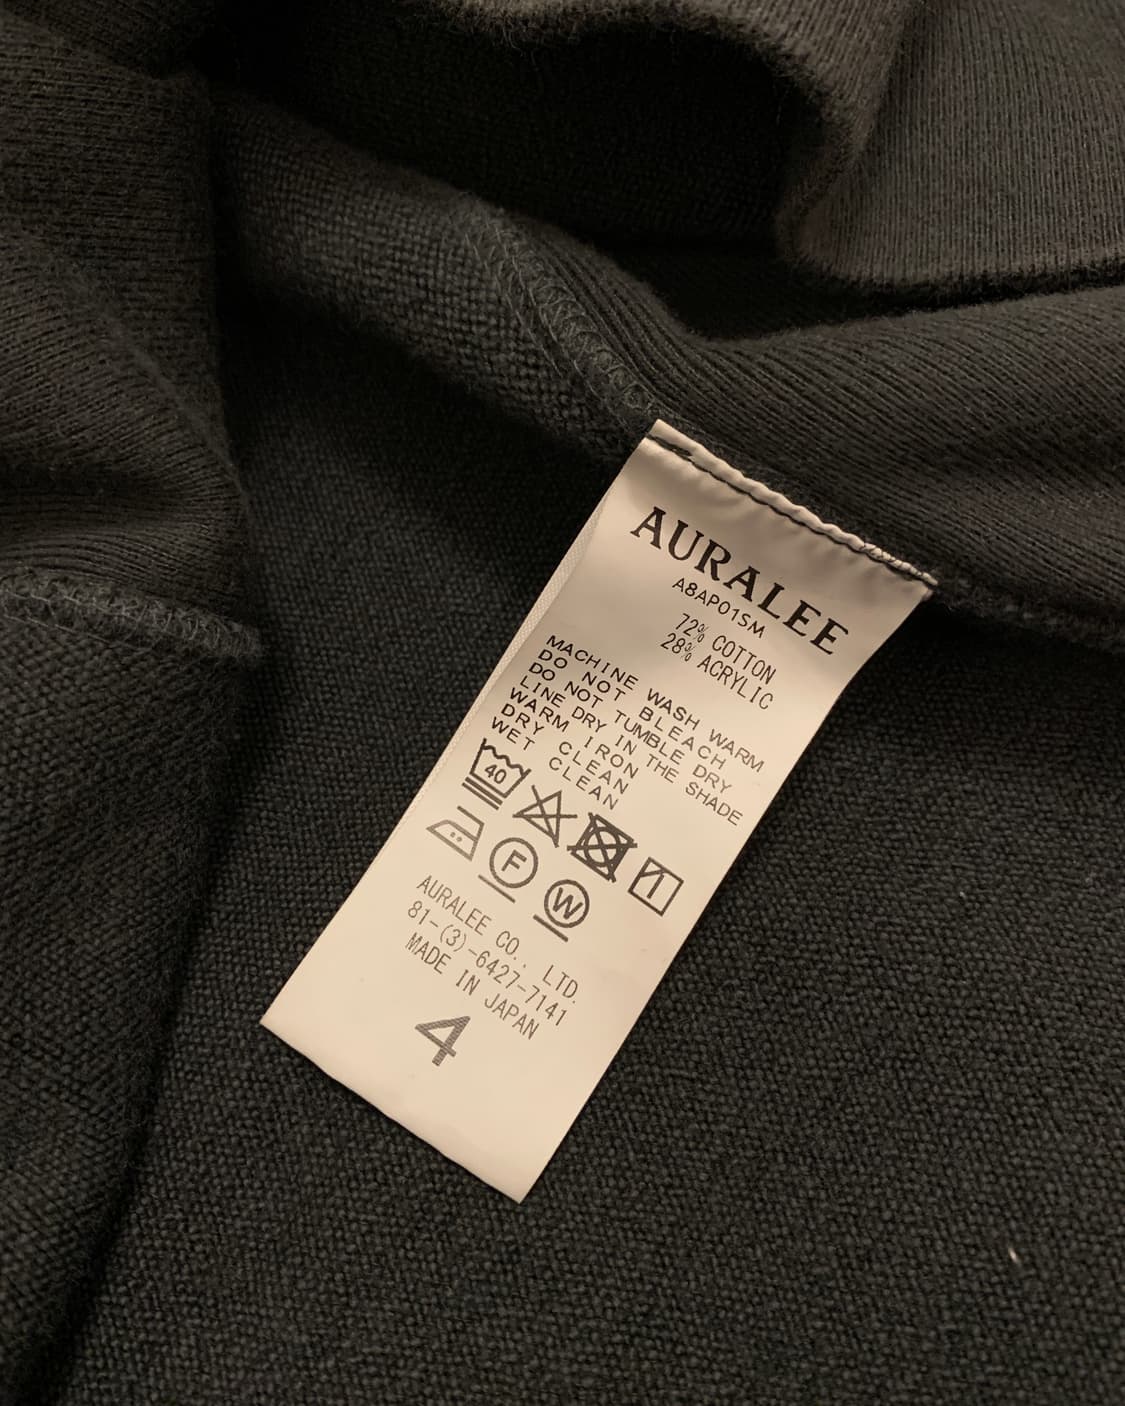 AURALEE
A8AP01SM
72% COTTON
28% ACRYLIC
MACHINE WASH WARM
DO NOT BLEACH
DO NOT TUMBLE DRY
LINE DRY IN THE SHADE
WARM IRON
DRY CLEAN
WET CLEAN
40
F
W
AURALEE CO., LTD.
81-(3)-6427-7141
MADE IN JAPAN
4